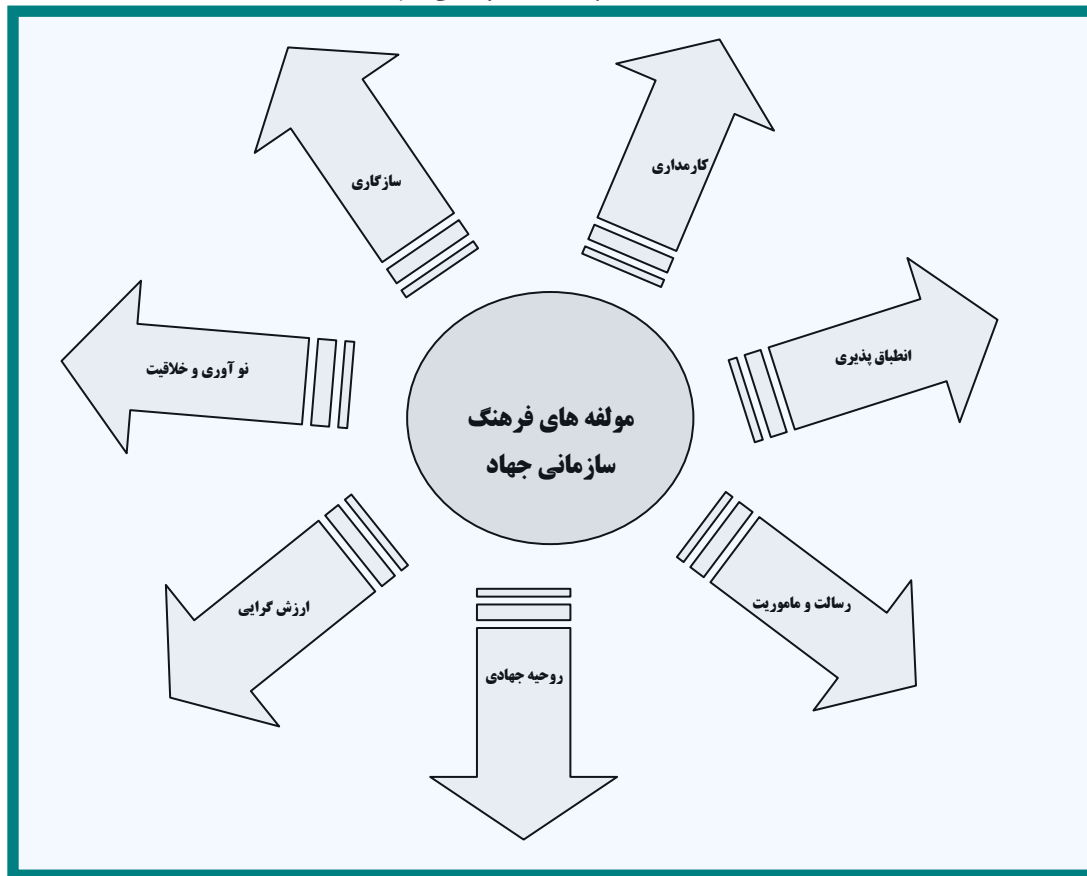 کارمداری
سازگاری
انطباق پذیری
نو آوری و خلاقیت
مولفه های فرهنگ
سازمانی جهاد
رسالت و ماموریت
ارزش گرایی
روحیه جهادی